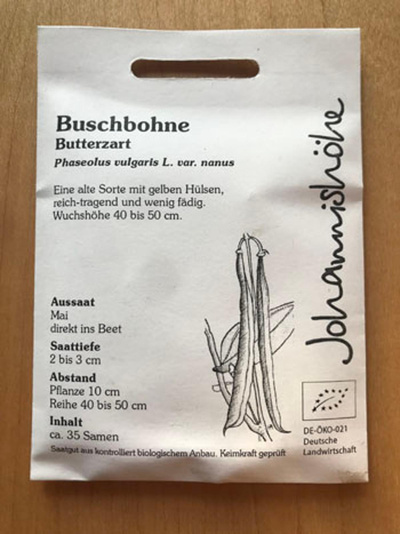 Buschbohne
Butterzart
Phaseolus vulgaris L. var. nanus
Eine alte Sorte mit gelben Hülsen,
reich-tragend und wenig fädig.
Wuchshöhe 40 bis 50 cm.
Johannishöhe
Aussaat
Mai
direkt ins Beet
Saattiefe
2 bis 3 cm
Abstand
Pflanze 10 cm
Reihe 40 bis 50 cm
Inhalt
ca. 35 Samen
DE-ÖKO-021
Deutsche
Landwirtschaft
Saatgut aus kontrolliert biologischem Anbau. Keimkraft geprüft